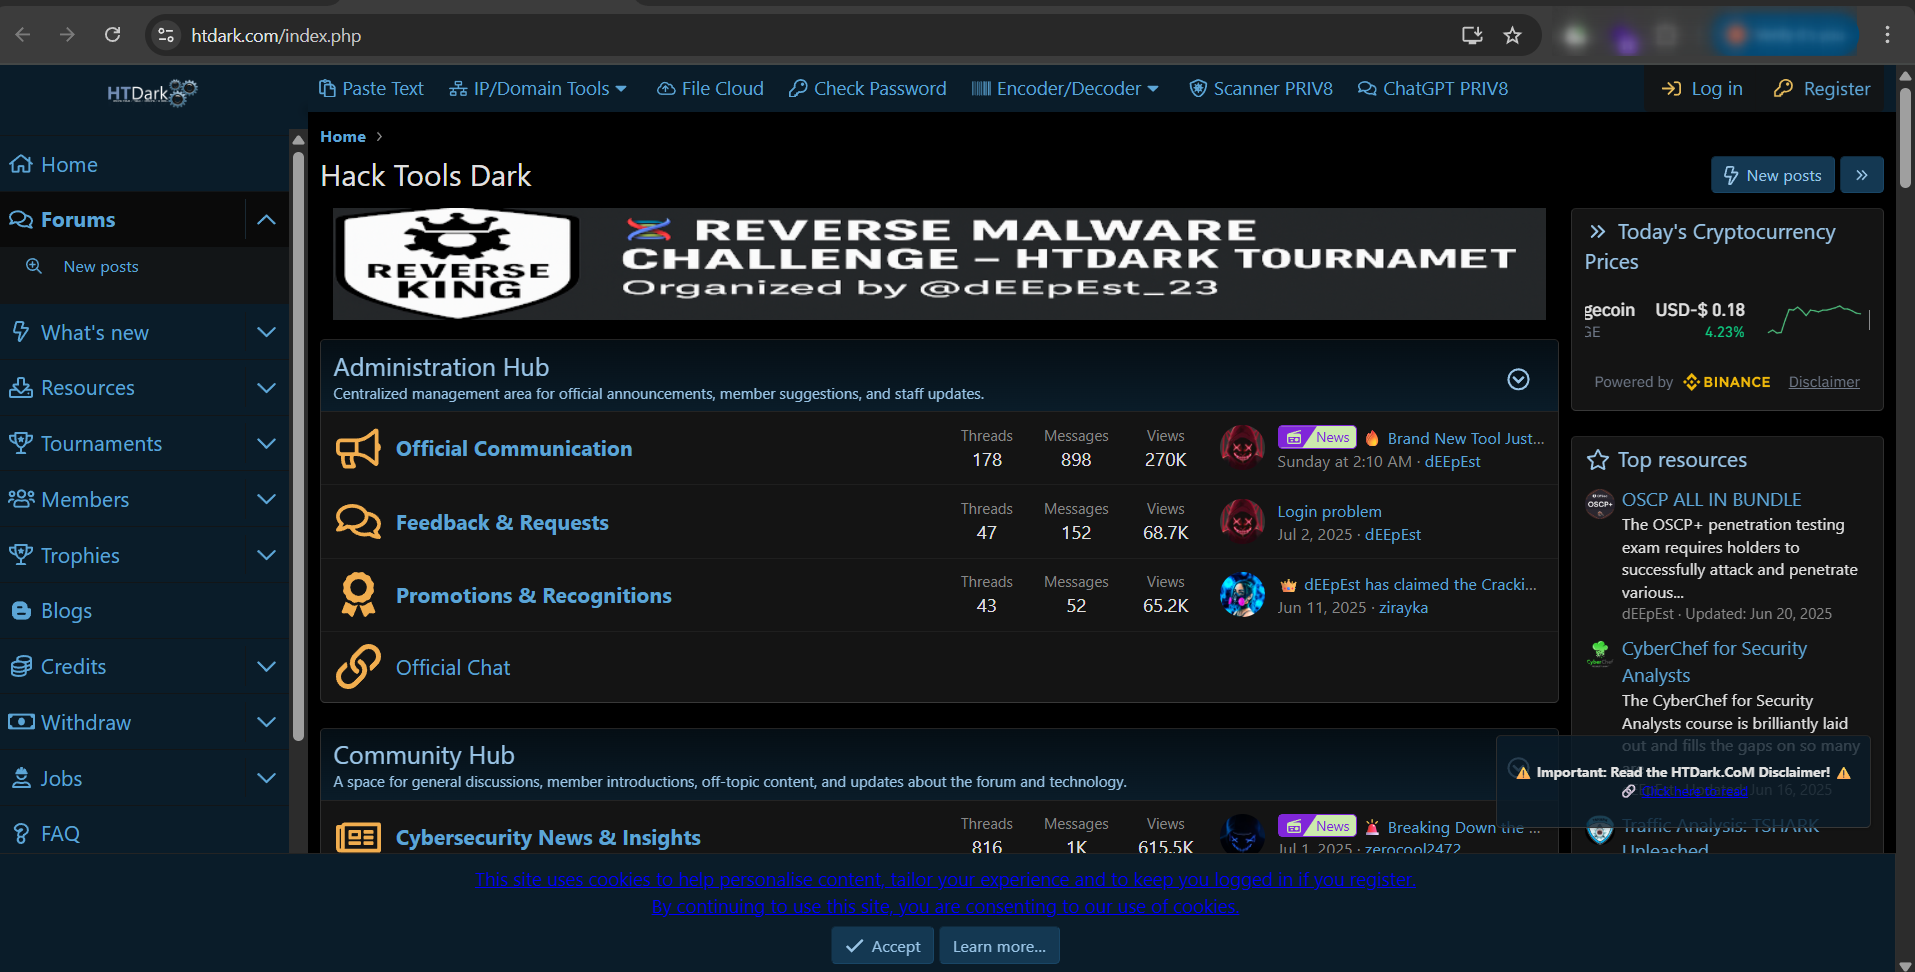 htdark.com/index.php
HTDark
Paste Text
IP/Domain Tools
File Cloud
Check Password
Encoder/Decoder
Scanner PRIV8
ChatGPT PRIV8
Log in
Register
Home
Forums
New posts
What's new
Resources
Tournaments
Members
Trophies
Blogs
Credits
Withdraw
Jobs
FAQ
Home
Hack Tools Dark
New posts
REVERSE
KING
REVERSE MALWARE
CHALLENGE – HTDARK TOURNAMET
Organized by @dEEpEst_23
Administration Hub
Centralized management area for official announcements, member suggestions, and staff updates.
Official Communication
Threads
178
Messages
898
Views
270K
News Brand New Tool Just...
Sunday at 2:10 AM · dEEpEst
Feedback & Requests
Threads
47
Messages
152
Views
68.7K
Login problem
Jul 2, 2025 · dEEpEst
Promotions & Recognitions
Threads
43
Messages
52
Views
65.2K
dEEpEst has claimed the Cracki...
Jun 11, 2025 · zirayka
Official Chat
Community Hub
A space for general discussions, member introductions, off-topic content, and updates about the forum and technology.
Cybersecurity News & Insights
Threads
816
Messages
1K
Views
615.5K
News Breaking Down the ...
Jul 1, 2025 · zerocool2472
Today's Cryptocurrency
Prices
gecoin USD-$ 0.18
GE 4.23%
Powered by BINANCE Disclaimer
Top resources
OSCP+
OSCP ALL IN BUNDLE
The OSCP+ penetration testing
exam requires holders to
successfully attack and penetrate
various...
dEEpEst · Updated: Jun 20, 2025
CyberChef
CyberChef for Security
Analysts
The CyberChef for Security
Analysts course is brilliantly laid
out and fills the gaps on so many
Important: Read the HTDark.CoM Disclaimer!
Updated: Jun 16, 2025
Traffic Analysis: TSHARK
Unleashed
This site uses cookies to help personalise content, tailor your experience and to keep you logged in if you register.
By continuing to use this site, you are consenting to our use of cookies.
Accept
Learn more...